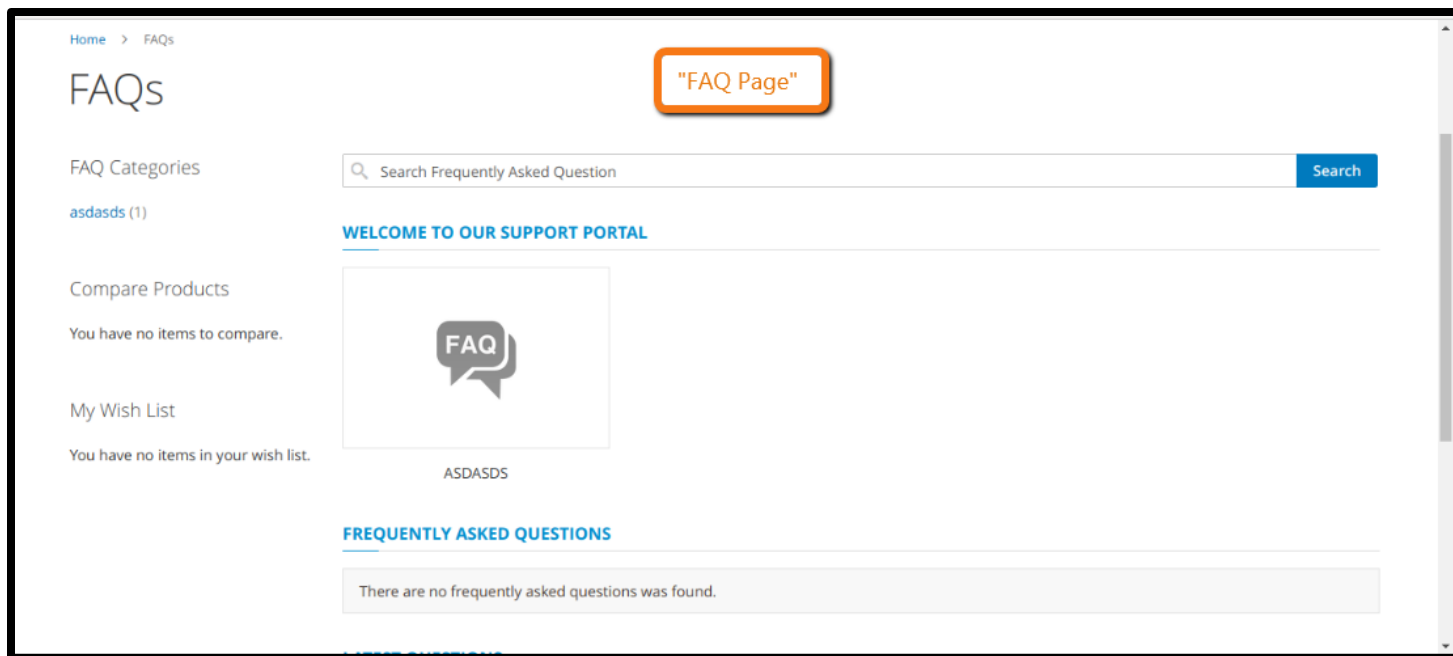 Home > FAQs
FAQs
"FAQ Page"
FAQ Categories
asdasds (1)
Compare Products
You have no items to compare.
My Wish List
You have no items in your wish list.
Search Frequently Asked Question
Search
WELCOME TO OUR SUPPORT PORTAL
FAQ
ASDASDS
FREQUENTLY ASKED QUESTIONS
There are no frequently asked questions was found.
LATEST QUESTIONS